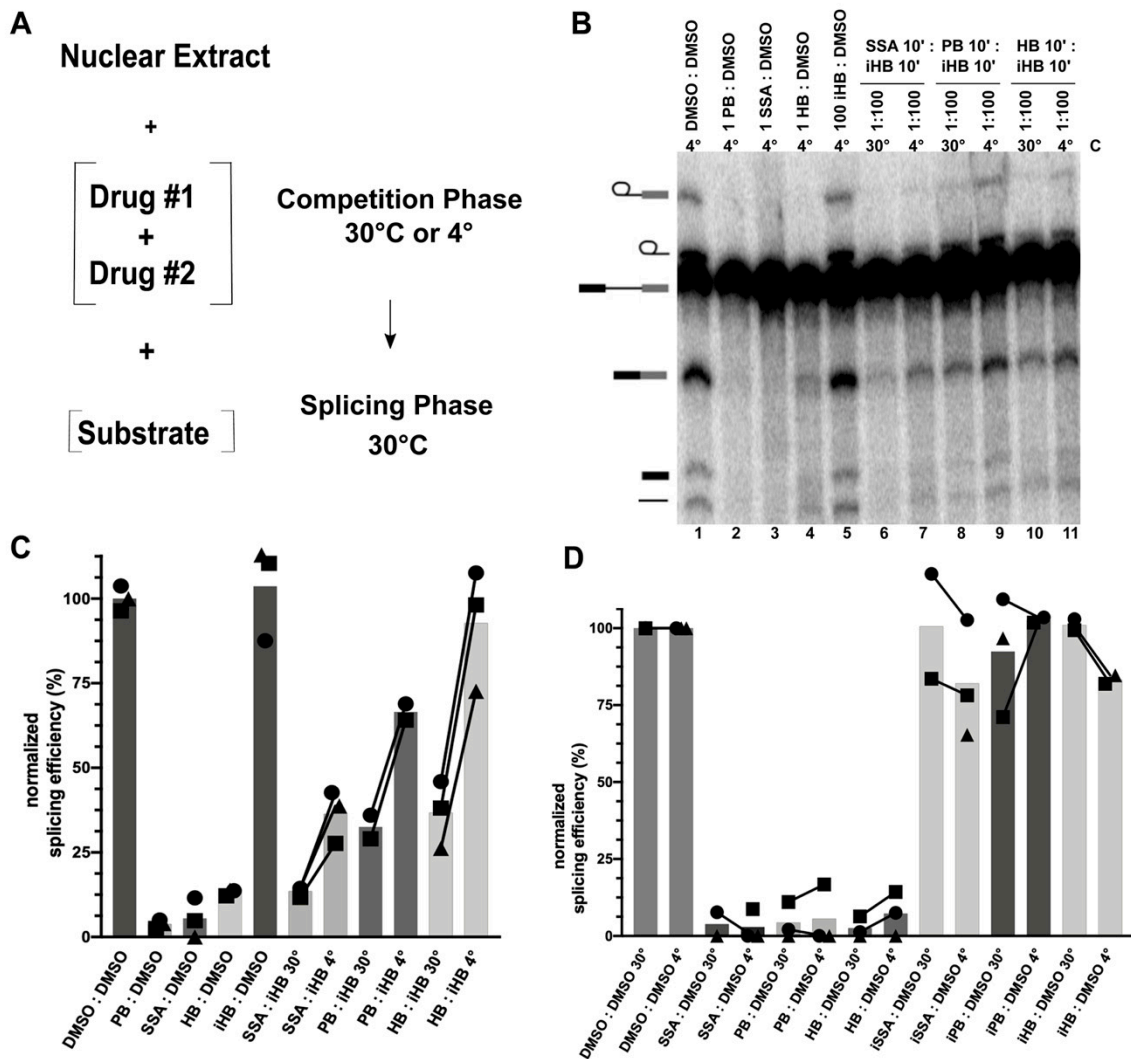 A
Nuclear Extract
+
Drug #1
+
Drug #2
Competition Phase
30°C or 4°
+
Substrate
Splicing Phase
30°C
B
DMSO : DMSO
1 PB : DMSO
1 SSA : DMSO
1 HB : DMSO
100 iHB : DMSO
SSA 10' : PB 10' : HB 10' :
iHB 10' iHB 10' iHB 10'
1:100 1:100 1:100 1:100 1:100 1:100
4° 4° 4° 4° 4° 30° 4° 30° 4° 30° 4° C
1 2 3 4 5 6 7 8 9 10 11
C
normalized
splicing efficiency (%)
100
75
50
25
0
DMSO : DMSO
PB : DMSO
SSA : DMSO
HB : DMSO
iHB : DMSO
SSA : iHB 30°
SSA : iHB 4°
PB : iHB 30°
PB : iHB 4°
HB : iHB 30°
HB : iHB 4°
D
normalized
splicing efficiency (%)
100
75
50
25
0
DMSO : DMSO 30°
DMSO : DMSO 4°
SSA : DMSO 30°
SSA : DMSO 4°
PB : DMSO 30°
PB : DMSO 4°
HB : DMSO 30°
HB : DMSO 4°
iSSA : DMSO 30°
iSSA : DMSO 4°
iPB : DMSO 30°
iPB : DMSO 4°
iHB : DMSO 30°
iHB : DMSO 4°